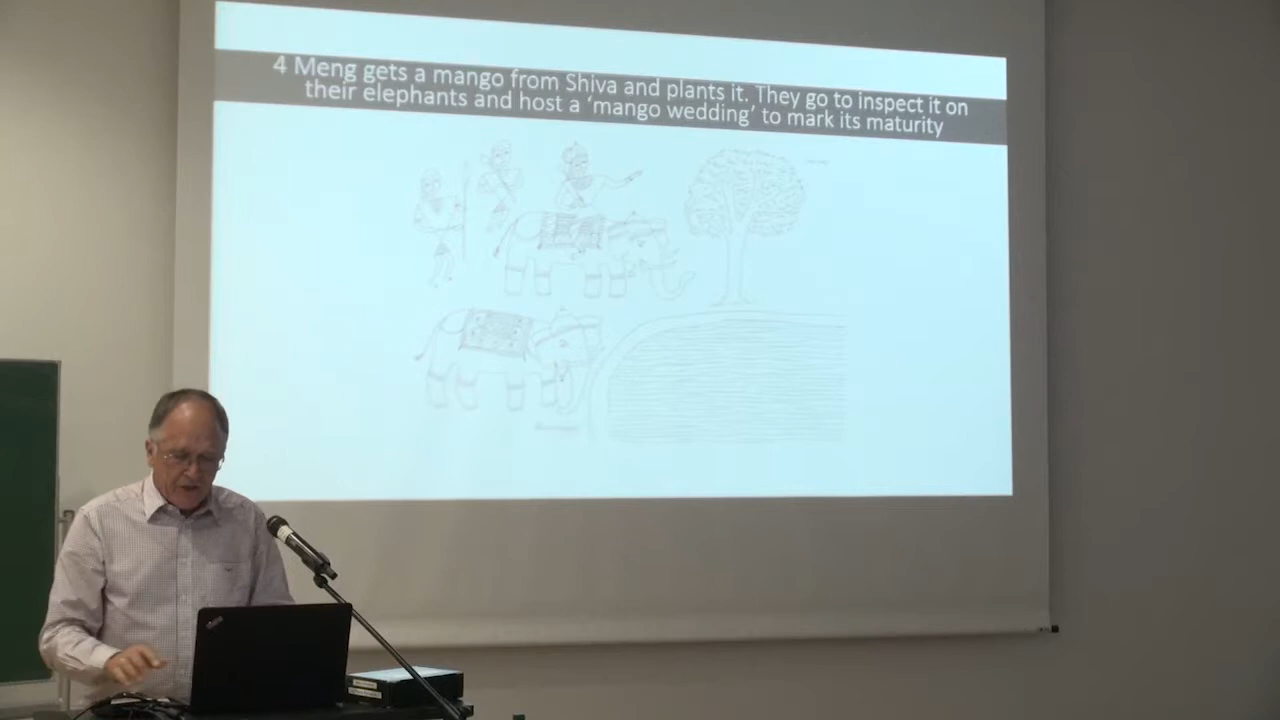 4 Meng gets a mango from Shiva and plants it. They go to inspect it on
their elephants and host a ‘mango wedding’ to mark its maturity